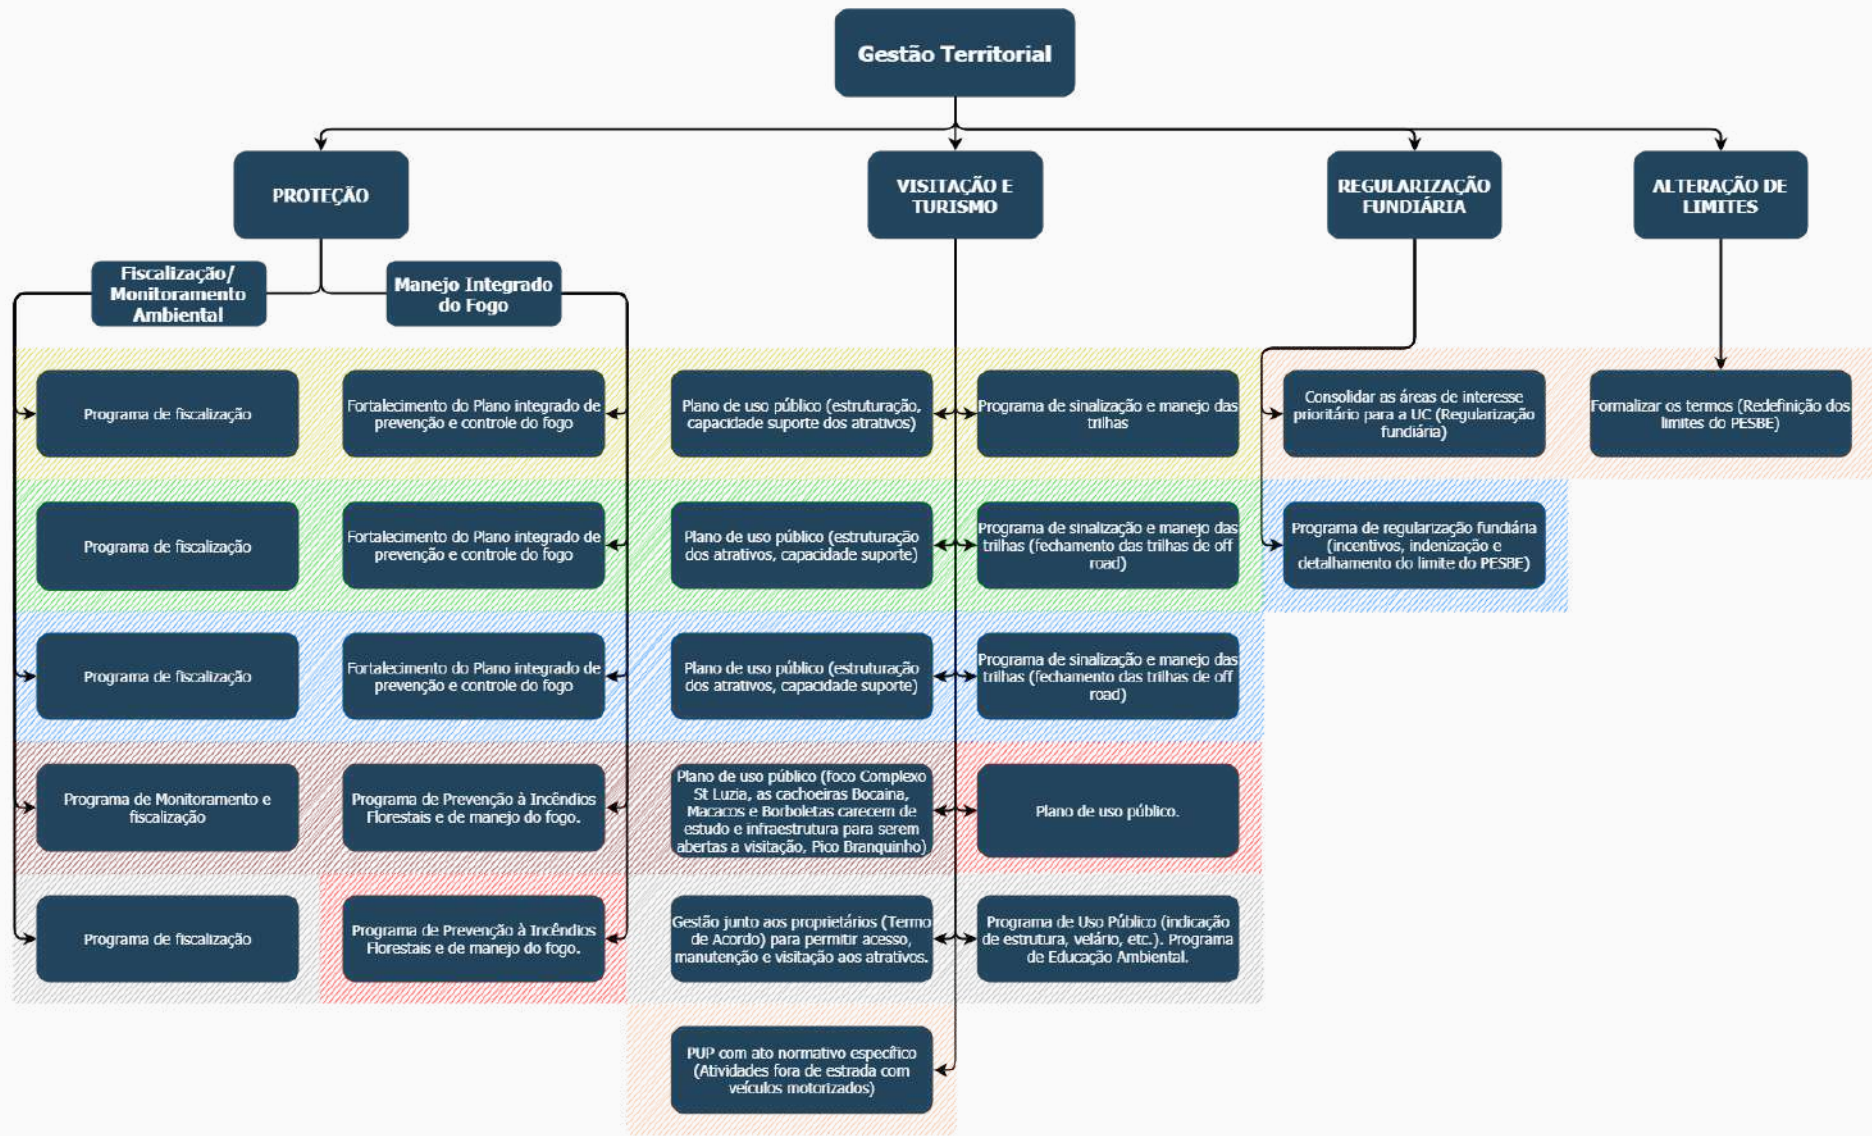 Gestão Territorial
PROTEÇÃO
VISITAÇÃO E
TURISMO
REGULARIZAÇÃO
FUNDIÁRIA
ALTERAÇÃO DE
LIMITES
Fiscalização/
Monitoramento
Ambiental
Manejo Integrado
do Fogo
Programa de fiscalização
Fortalecimento do Plano integrado de
prevenção e controle do fogo
Plano de uso público (estruturação,
capacidade suporte dos atrativos)
Programa de sinalização e manejo das
trilhas
Consolidar as áreas de interesse
prioritário para a UC (Regularização
fundiária)
Formalizar os termos (Redefinição dos
limites do PESBE)
Programa de fiscalização
Fortalecimento do Plano integrado de
prevenção e controle do fogo
Plano de uso público (estruturação
dos atrativos, capacidade suporte)
Programa de sinalização e manejo das
trilhas (fechamento das trilhas de off
road)
Programa de regularização fundiária
(incentivos, indenização e
detalhamento do limite do PESBE)
Programa de fiscalização
Fortalecimento do Plano integrado de
prevenção e controle do fogo
Plano de uso público (estruturação
dos atrativos, capacidade suporte)
Programa de sinalização e manejo das
trilhas (fechamento das trilhas de off
road)
Programa de Monitoramento e
fiscalização
Programa de Prevenção à Incêndios
Florestais e de manejo do fogo.
Plano de uso público (foco Complexo
St Luzia, as cachoeiras Bocaina,
Macacos e Borboletas carecem de
estudo e infraestrutura para serem
abertas a visitação, Pico Branquinho)
Plano de uso público.
Programa de fiscalização
Programa de Prevenção à Incêndios
Florestais e de manejo do fogo.
Gestão junto aos proprietários (Termo
de Acordo) para permitir acesso,
manutenção e visitação aos atrativos.
Programa de Uso Público (indicação
de estrutura, velário, etc.). Programa
de Educação Ambiental.
PUP com ato normativo específico
(Atividades fora de estrada com
veículos motorizados)